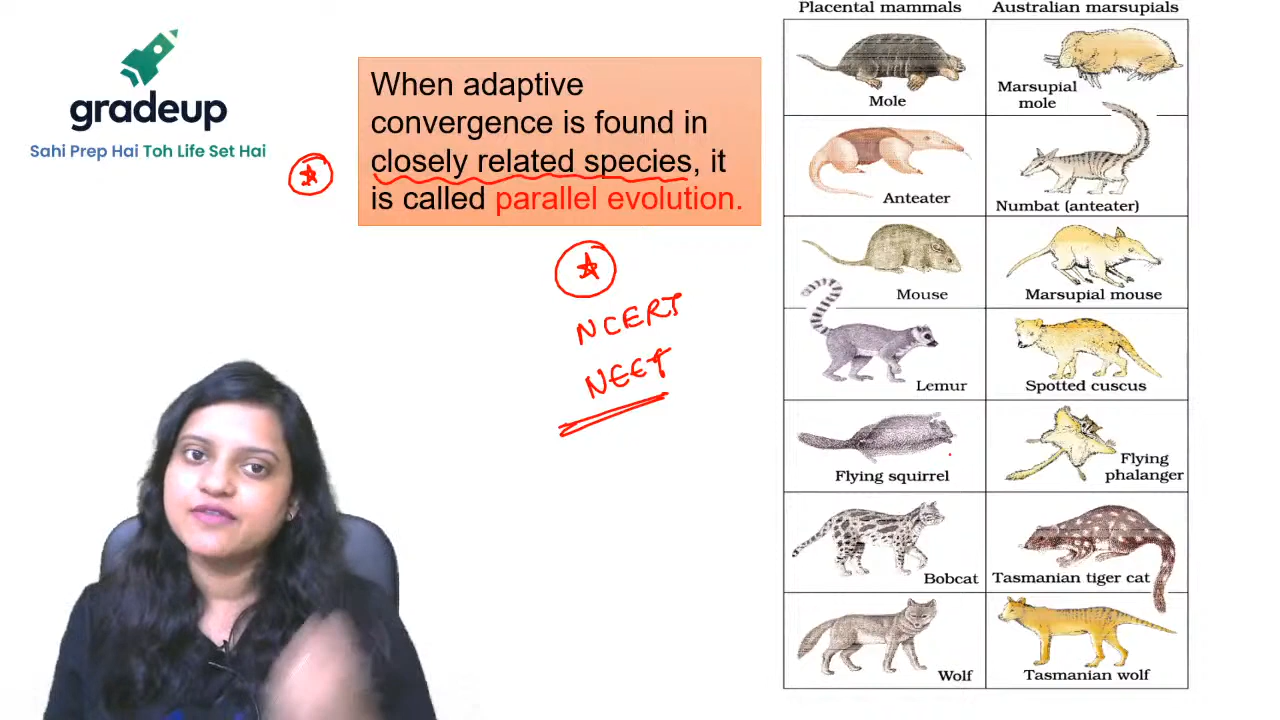 gradeup
Sahi Prep Hai Toh Life Set Hai
When adaptive
convergence is found in
closely related species, it
is called parallel evolution.
NCERT
NEET
Placental mammals
Australian marsupials
Mole
Marsupial
mole
Anteater
Numbat (anteater)
Mouse
Marsupial mouse
Lemur
Spotted cuscus
Flying squirrel
Flying
phalanger
Bobcat
Tasmanian tiger cat
Wolf
Tasmanian wolf